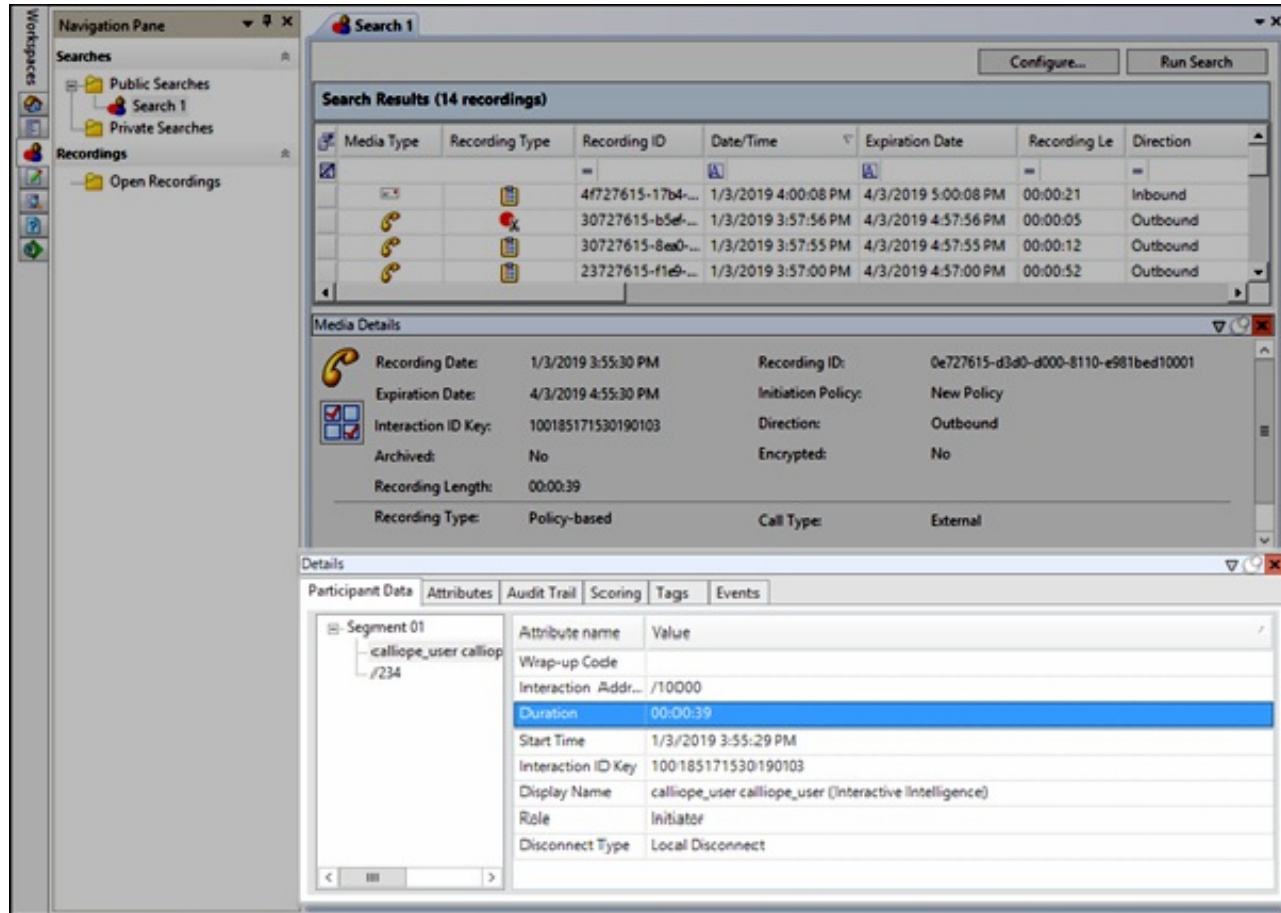 Workspaces
Navigation Pane
Searches
Public Searches
Search 1
Private Searches
Recordings
Open Recordings
Search 1
Configure... Run Search
Search Results (14 recordings)
Media Type Recording Type Recording ID Date/Time Expiration Date Recording Le Direction
4f727615-17b4-... 1/3/2019 4:00:08 PM 4/3/2019 5:00:08 PM 00:00:21 Inbound
30727615-b5ef-... 1/3/2019 3:57:56 PM 4/3/2019 4:57:56 PM 00:00:05 Outbound
30727615-8ea0-... 1/3/2019 3:57:55 PM 4/3/2019 4:57:55 PM 00:00:12 Outbound
23727615-f1e9-... 1/3/2019 3:57:00 PM 4/3/2019 4:57:00 PM 00:00:52 Outbound
Media Details
Recording Date: 1/3/2019 3:55:30 PM Recording ID: 0e727615-d3d0-d000-8110-e981bed10001
Expiration Date: 4/3/2019 4:55:30 PM Initiation Policy: New Policy
Interaction ID Key: 100185171530190103 Direction: Outbound
Archived: No Encrypted: No
Recording Length: 00:00:39
Recording Type: Policy-based Call Type: External
Details
Participant Data Attributes Audit Trail Scoring Tags Events
Segment 01
calliope_user calliop
/234
Attribute name Value
Wrap-up Code
Interaction Addr... /10000
Duration 00:00:39
Start Time 1/3/2019 3:55:29 PM
Interaction ID Key 100185171530190103
Display Name calliope_user calliope_user (Interactive Intelligence)
Role Initiator
Disconnect Type Local Disconnect